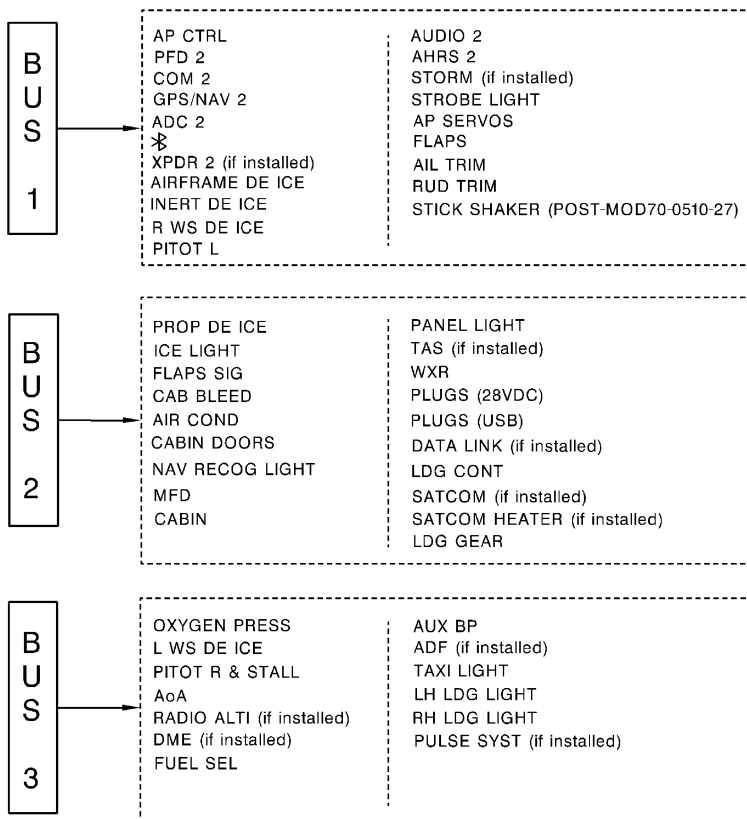 BUS 1
AP CTRL
PFD 2
COM 2
GPS/NAV 2
ADC 2
XPDR 2 (if installed)
AIRFRAME DE ICE
INERT DE ICE
R WS DE ICE
PITOT L
AUDIO 2
AHRS 2
STORM (if installed)
STROBE LIGHT
AP SERVOS
FLAPS
AIL TRIM
RUD TRIM
STICK SHAKER (POST-MOD70-0510-27)
BUS 2
PROP DE ICE
ICE LIGHT
FLAPS SIG
CAB BLEED
AIR COND
CABIN DOORS
NAV RECOG LIGHT
MFD
CABIN
PANEL LIGHT
TAS (if installed)
WXR
PLUGS (28VDC)
PLUGS (USB)
DATA LINK (if installed)
LDG CONT
SATCOM (if installed)
SATCOM HEATER (if installed)
LDG GEAR
BUS 3
OXYGEN PRESS
L WS DE ICE
PITOT R & STALL
AoA
RADIO ALTI (if installed)
DME (if installed)
FUEL SEL
AUX BP
ADF (if installed)
TAXI LIGHT
LH LDG LIGHT
RH LDG LIGHT
PULSE SYST (if installed)